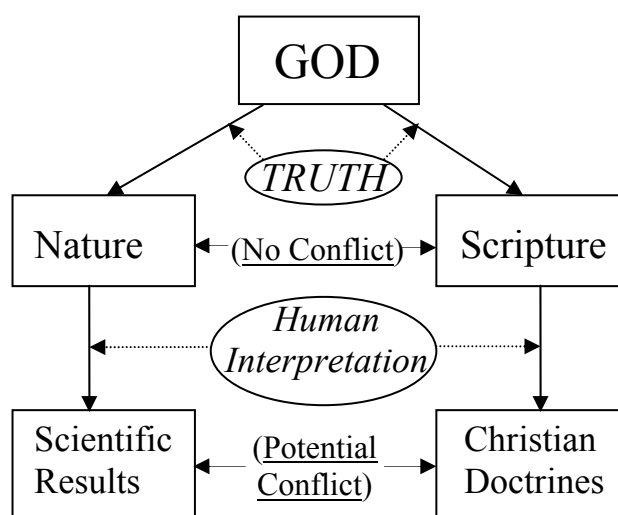 GOD
TRUTH
Nature
(No Conflict)
Scripture
Human
Interpretation
Scientific
Results
(Potential
Conflict)
Christian
Doctrines